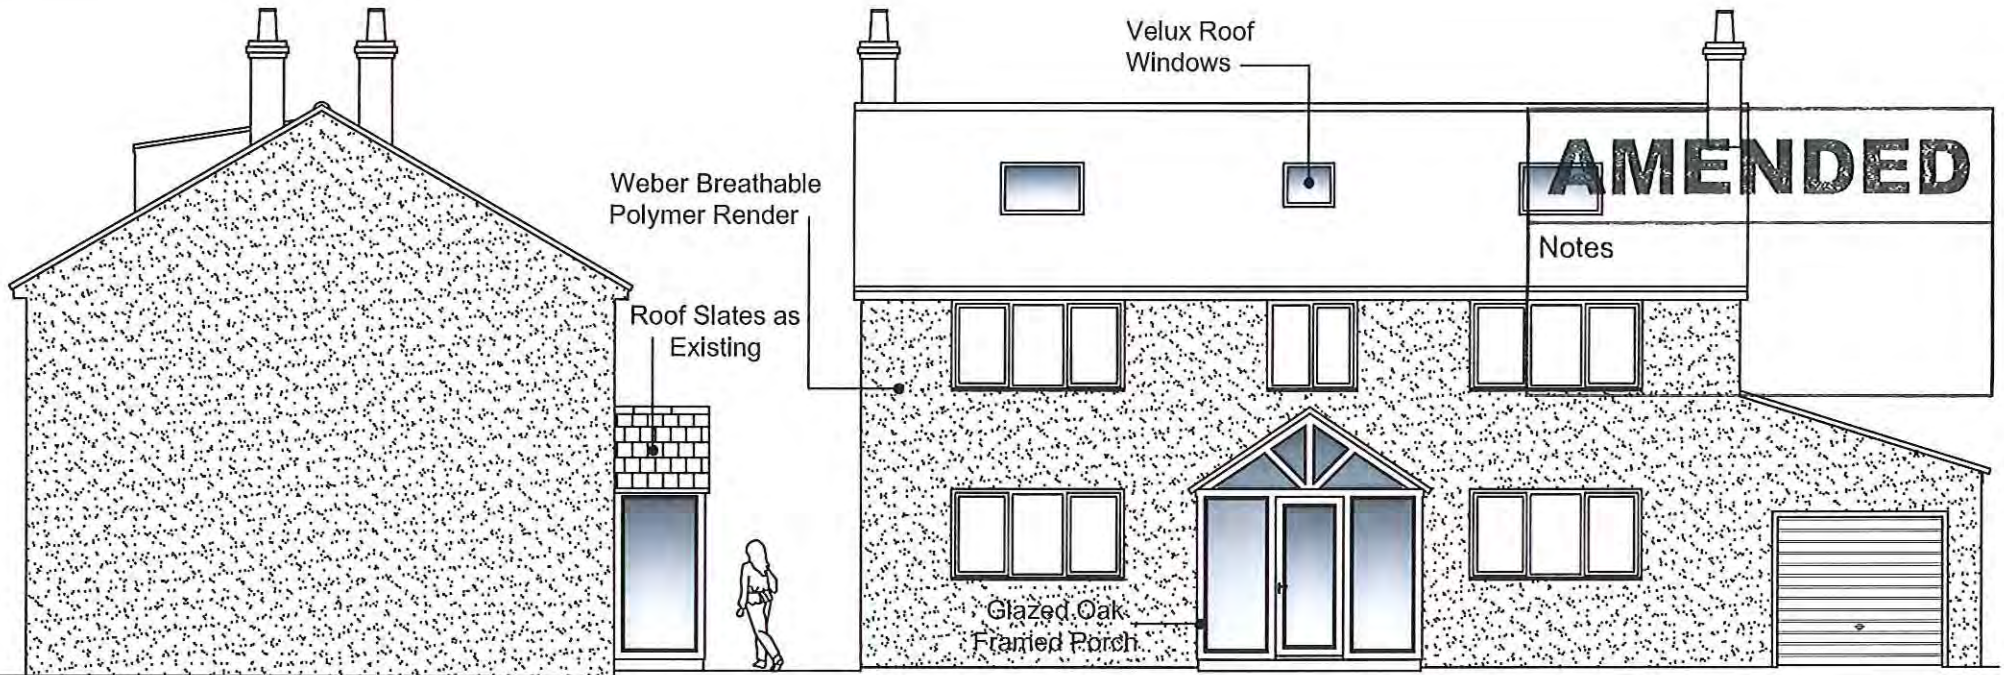 Velux Roof
Windows
AMENDED
Weber Breathable
Polymer Render
Notes
Roof Slates as
Existing
Glazed Oak
Framed Porch